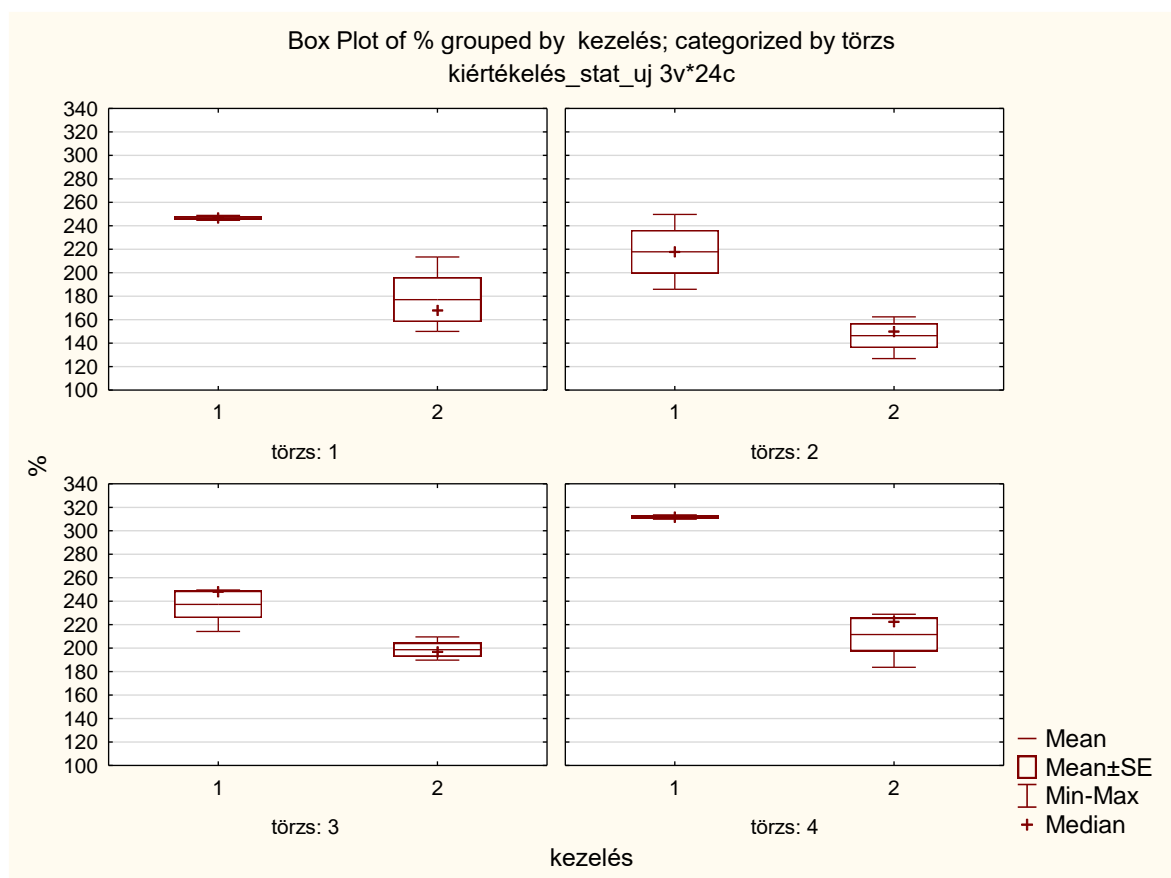 Box Plot of % grouped by  kezelés; categorized by törzs
kiértékelés_stat_uj 3v*24c
%
340
320
300
280
260
240
220
200
180
160
140
120
100
1 2
törzs: 1
1 2
törzs: 2
340
320
300
280
260
240
220
200
180
160
140
120
100
1 2
törzs: 3
1 2
törzs: 4
kezelés
Mean
Mean±SE
Min-Max
Median